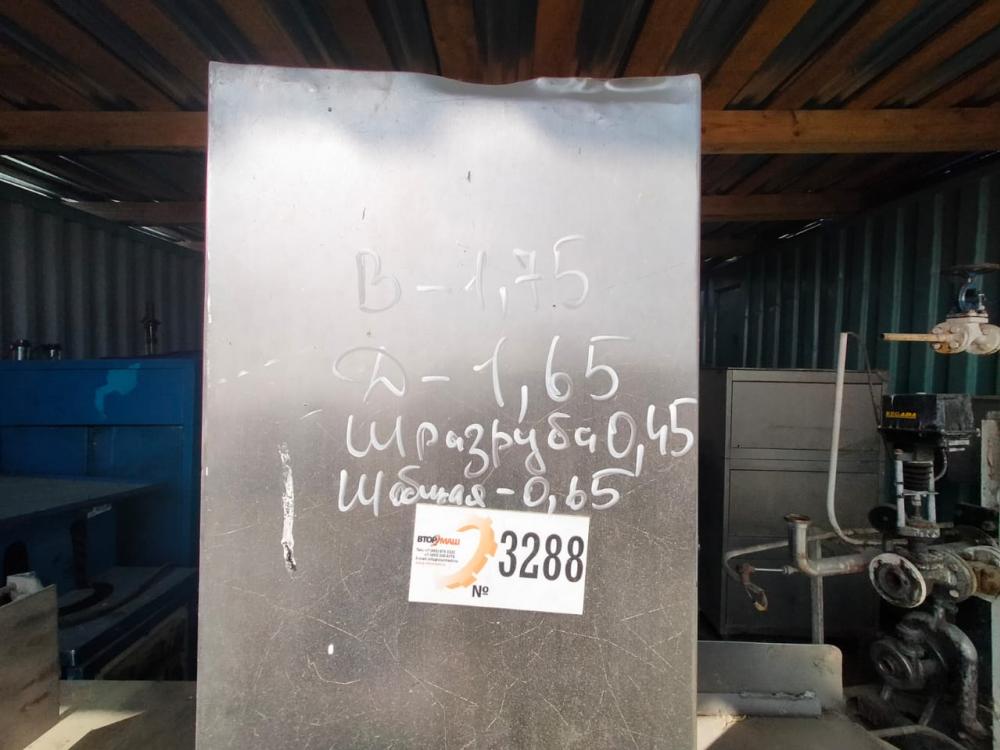 В - 1,75
Д - 1,65
Ш разруба 0,45
Ш общая - 0,65
ВТОРМАШ
3288
№